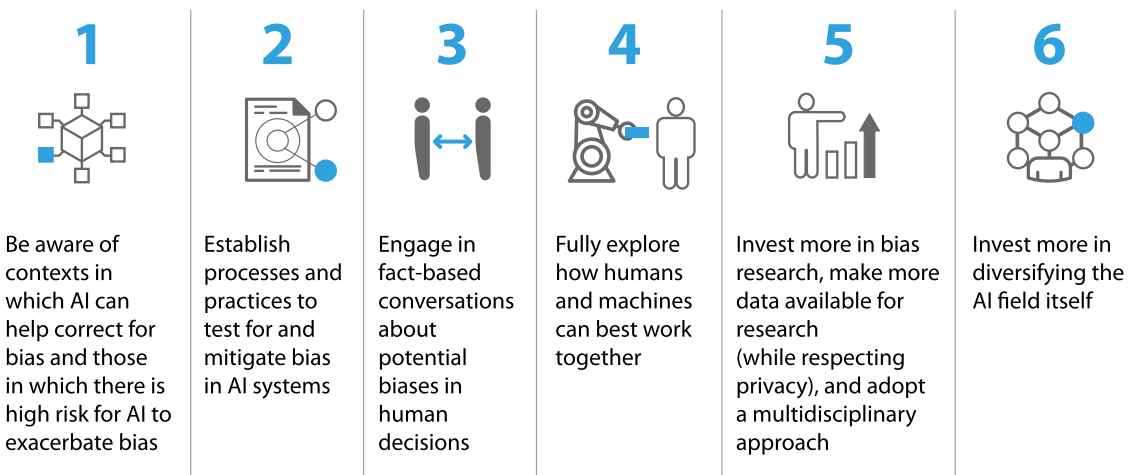 1
Be aware of
contexts in
which AI can
help correct for
bias and those
in which there is
high risk for AI to
exacerbate bias
2
Establish
processes and
practices to
test for and
mitigate bias
in AI systems
3
Engage in
fact-based
conversations
about
potential
biases in
human
decisions
4
Fully explore
how humans
and machines
can best work
together
5
Invest more in bias
research, make more
data available for
research
(while respecting
privacy), and adopt
a multidisciplinary
approach
6
Invest more in
diversifying the
AI field itself